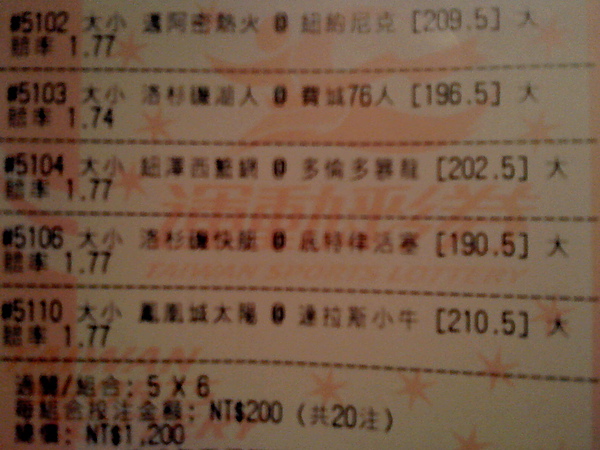 #5102 大小 邁阿密熱火 @ 紐約尼克 [209.5] 大
賠率 1.77
#5103 大小 洛杉磯湖人 @ 費城76人 [196.5] 大
賠率 1.74
#5104 大小 紐澤西籃網 @ 多倫多暴龍 [202.5] 大
賠率 1.77
運動彩券
TAIWAN SPORTS LOTTERY
#5106 大小 洛杉磯快艇 @ 底特律活塞 [190.5] 大
賠率 1.77
#5110 大小 鳳凰城太陽 @ 達拉斯小牛 [210.5] 大
賠率 1.77
過關/組合: 5 X 6
每組合投注金額: NT$200 (共20注)
總價: NT$1,200